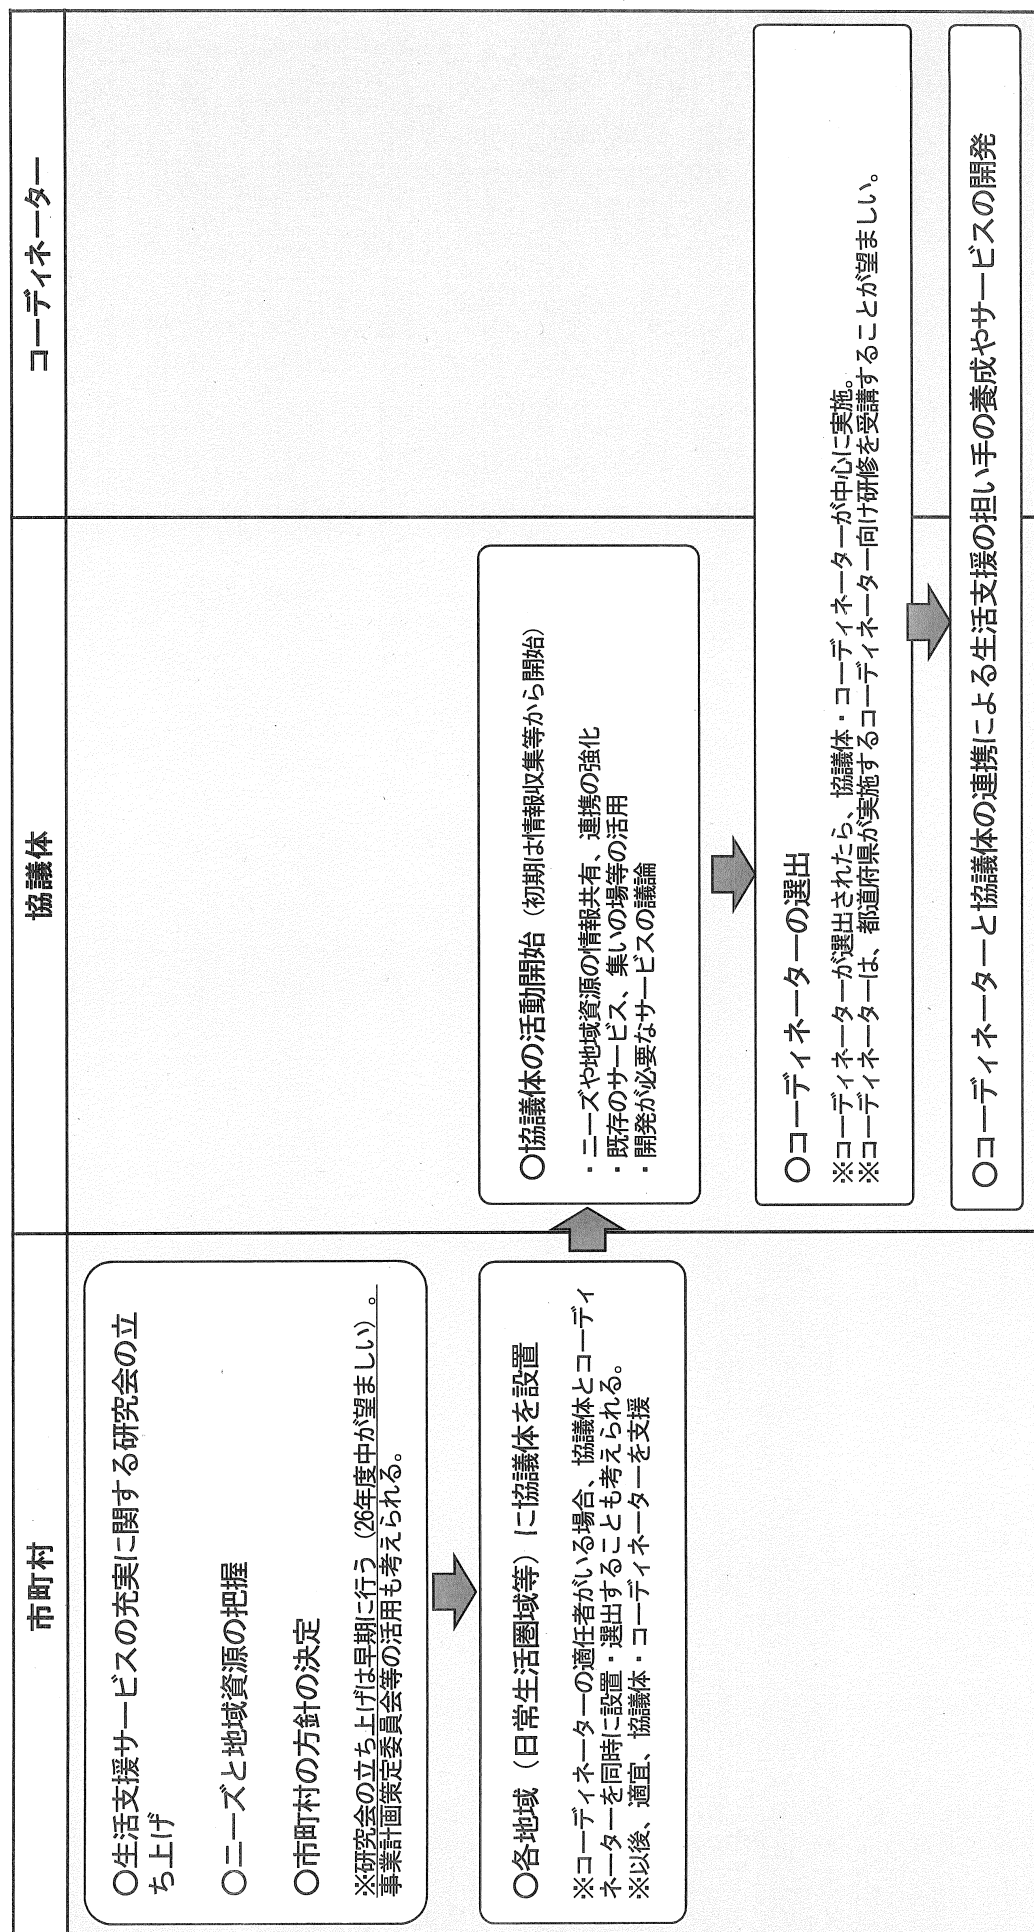 市町村
協議体
コーディネーター
〇生活支援サービスの充実に関する研究会の立
ち上げ
〇ニーズと地域資源の把握
〇市町村の方針の決定
※研究会の立ち上げは早期に行う（26年度中が望ましい）。
事業計画策定委員会等の活用も考えられる。
〇各地域（日常生活圏域等）に協議体を設置
※コーディネーターの適任者がいる場合、協議体とコーディ
ネーターを同時に設置・選出することも考えられる。
※以後、適宜、協議体・コーディネーターを支援
〇協議体の活動開始（初期は情報収集等から開始）
・ニーズや地域資源の情報共有、連携の強化
・既存のサービス、集いの場等の活用
・開発が必要なサービスの議論
〇コーディネーターの選出
※コーディネーターが選出されたら、協議体・コーディネーターが中心に実施。
※コーディネーターは、都道府県が実施するコーディネーター向け研修を受講することが望ましい。
〇コーディネーターと協議体の連携による生活支援の担い手の養成やサービスの開発